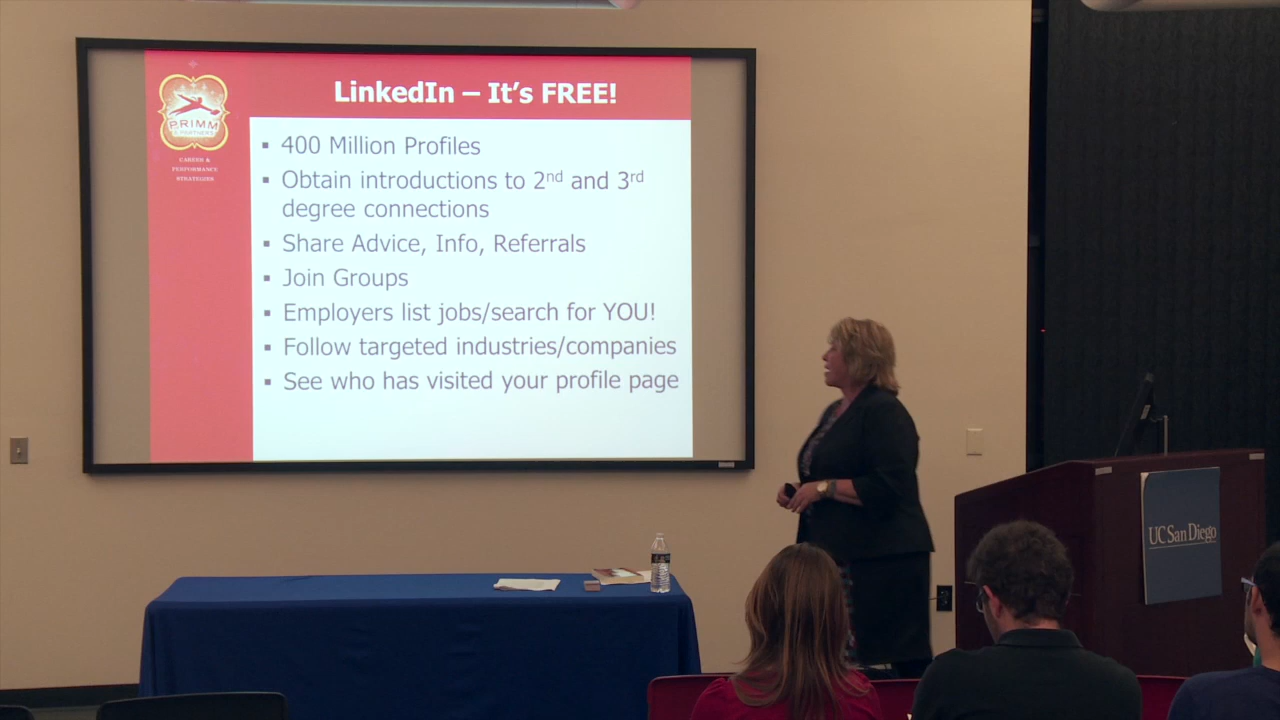 LinkedIn – It's FREE!
PRIMM
& PARTNERS
CAREER &
PERFORMANCE
STRATEGIES
▪ 400 Million Profiles
▪ Obtain introductions to 2nd and 3rd
degree connections
▪ Share Advice, Info, Referrals
▪ Join Groups
▪ Employers list jobs/search for YOU!
▪ Follow targeted industries/companies
▪ See who has visited your profile page
UC San Diego